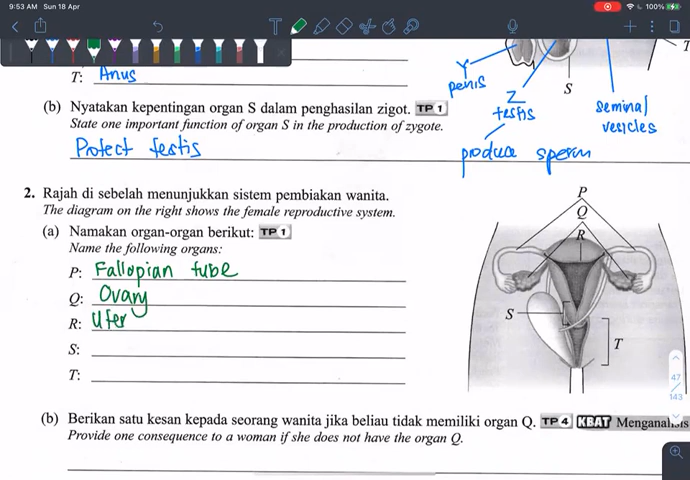 9:53 AM Sun 18 Apr
100%
T: Anus
(b) Nyatakan kepentingan organ S dalam penghasilan zigot. TP 1
State one important function of organ S in the production of zygote.
Protect testis
Y
penis
Z
testis
produce sperm
S
seminal
vesicles
T
2. Rajah di sebelah menunjukkan sistem pembiakan wanita.
The diagram on the right shows the female reproductive system.
(a) Namakan organ-organ berikut: TP 1
Name the following organs:
P: Fallopian tube
Q: Ovary
R: Uter
S:
T:
P
Q
R
S
T
47
143
(b) Berikan satu kesan kepada seorang wanita jika beliau tidak memiliki organ Q. TP 4 KBAT Menganalisis
Provide one consequence to a woman if she does not have the organ Q.